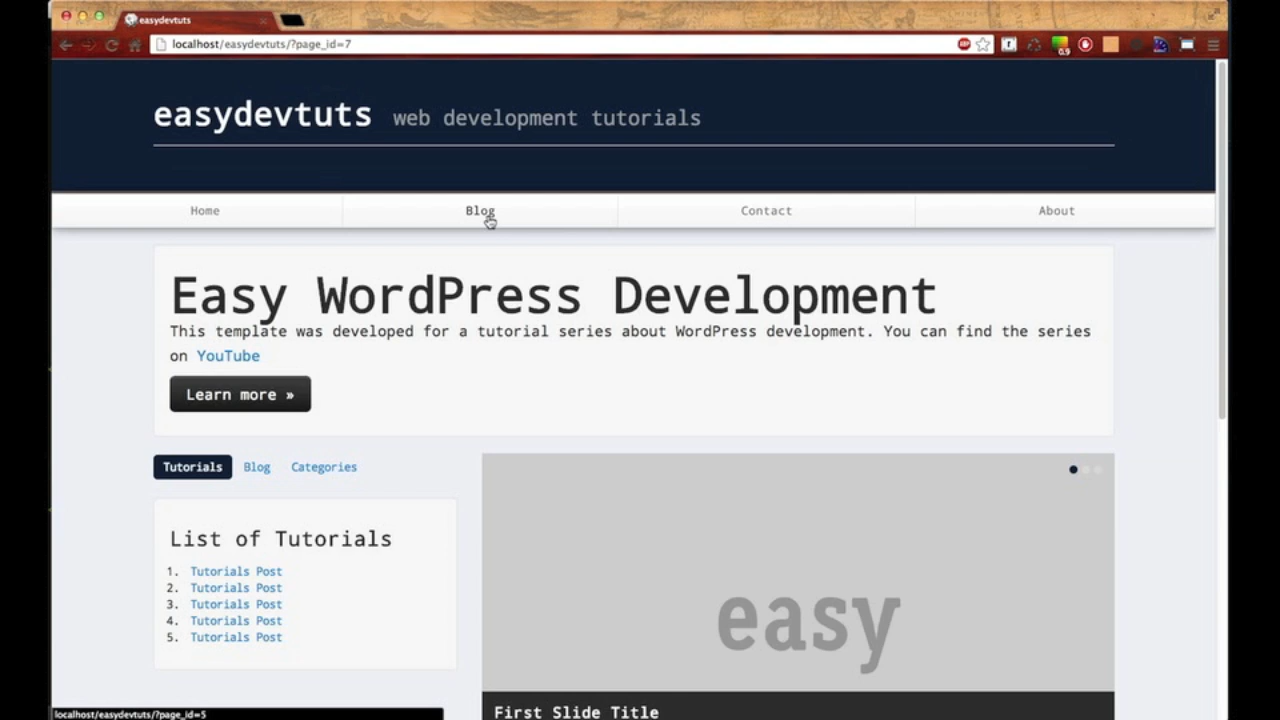 easydevtuts
localhost/easydevtuts/?page_id=7
0.9
easydevtuts web development tutorials
Home Blog Contact About
Easy WordPress Development
This template was developed for a tutorial series about WordPress development. You can find the series
on YouTube
Learn more »
Tutorials Blog Categories
List of Tutorials
1. Tutorials Post
2. Tutorials Post
3. Tutorials Post
4. Tutorials Post
5. Tutorials Post
easy
First Slide Title
localhost/easydevtuts/?page_id=5